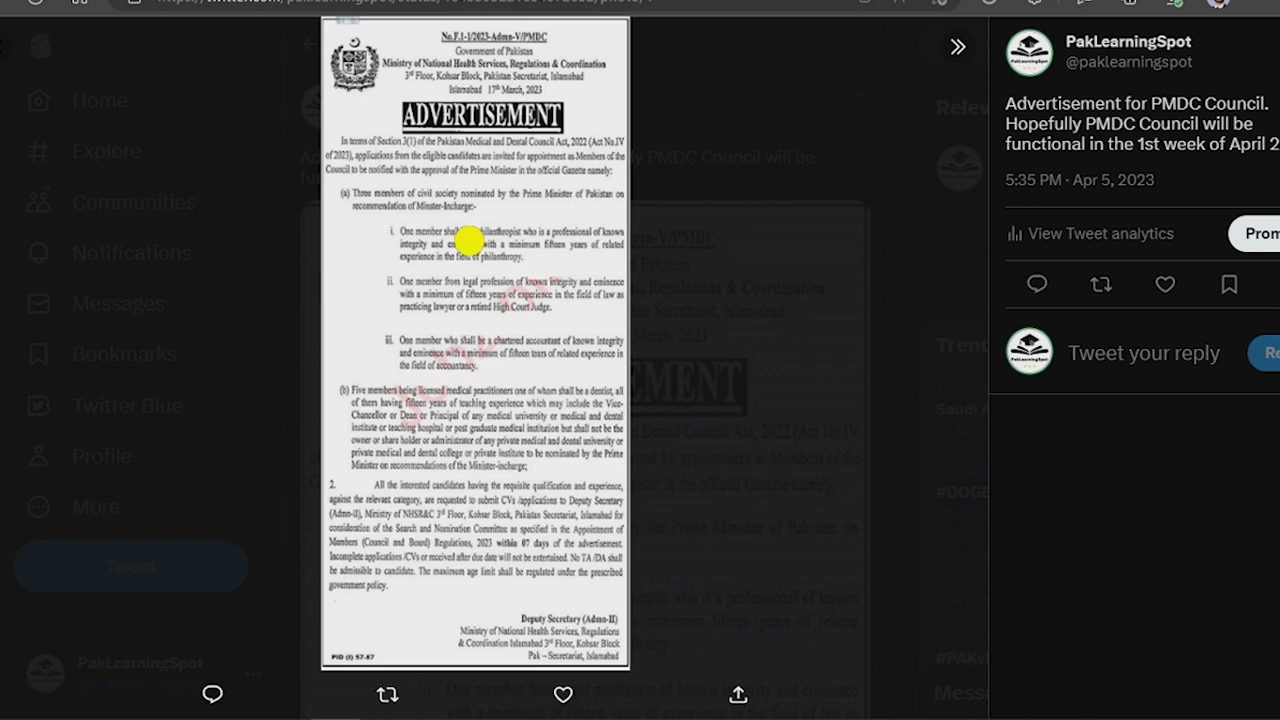 No.F.1-1/2023-Admn-V/PMDC
Government of Pakistan
Ministry of National Health Services, Regulations & Coordination
3rd Floor, Kohsar Block, Pakistan Secretariat, Islamabad
Islamabad 17th March, 2023
ADVERTISEMENT
In terms of Section 3(1) of the Pakistan Medical and Dental Council Act, 2022 (Act No.IV
of 2023), applications from the eligible candidates are invited for appointment as Members of the
Council to be notified with the approval of the Prime Minister in the official Gazette namely:
(a) Three members of civil society nominated by the Prime Minister of Pakistan on
recommendation of Minster-Incharge:-
i. One member philanthropist who is a professional of known
integrity and with a minimum fifteen years of related
experience in the field of philanthropy.
ii. One member from legal profession of known integrity and eminence
with a minimum of fifteen years of experience in the field of law as
practicing lawyer or a retired High Court Judge.
iii. One member who shall be a chartered accountant of known integrity
and eminence with a minimum of fifteen tears of related experience in
the field of accountancy.
(b) Five members being licensed medical practitioners one of whom shall be a dentist, all
of them having fifteen years of teaching experience which may include the Vice-
Chancellor or Dean or Principal of any medical university or medical and dental
institute or teaching hospital or post graduate medical institution but shall not be the
owner or share holder or administrator of any private medical and dental university or
private medical and dental college or private institute to be nominated by the Prime
Minister on recommendations of the Minister-incharge;
2. All the interested candidates having the requisite qualification and experience,
against the relevant category, are requested to submit CVs /applications to Deputy Secretary
(Admn-II), Ministry of NHSR&C 3rd Floor, Kohsar Block, Pakistan Secretariat, Islamabad for
consideration of the Search and Nomination Committee as specified in the Appointment of
Members (Council and Board) Regulations, 2023 within 07 days of the advertisement.
Incomplete applications /CVs or received after due date will not be entertained. No TA /DA shall
be admissible to candidate. The maximum age limit shall be regulated under the prescribed
government policy.
Deputy Secretary (Admn-II)
Ministry of National Health Services, Regulations
& Coordination Islamabad 3rd Floor, Kohsar Block
Pak – Secretariat, Islamabad
PID (I) 57-87
PakLearningSpot
@paklearningspot
Advertisement for PMDC Council.
Hopefully PMDC Council will be
functional in the 1st week of April 2
5:35 PM · Apr 5, 2023
View Tweet analytics
Prom
Tweet your reply
Re
Home
Explore
Communities
Notifications
Messages
Bookmarks
Twitter Blue
Profile
More
Tweet
PakLearningSpot